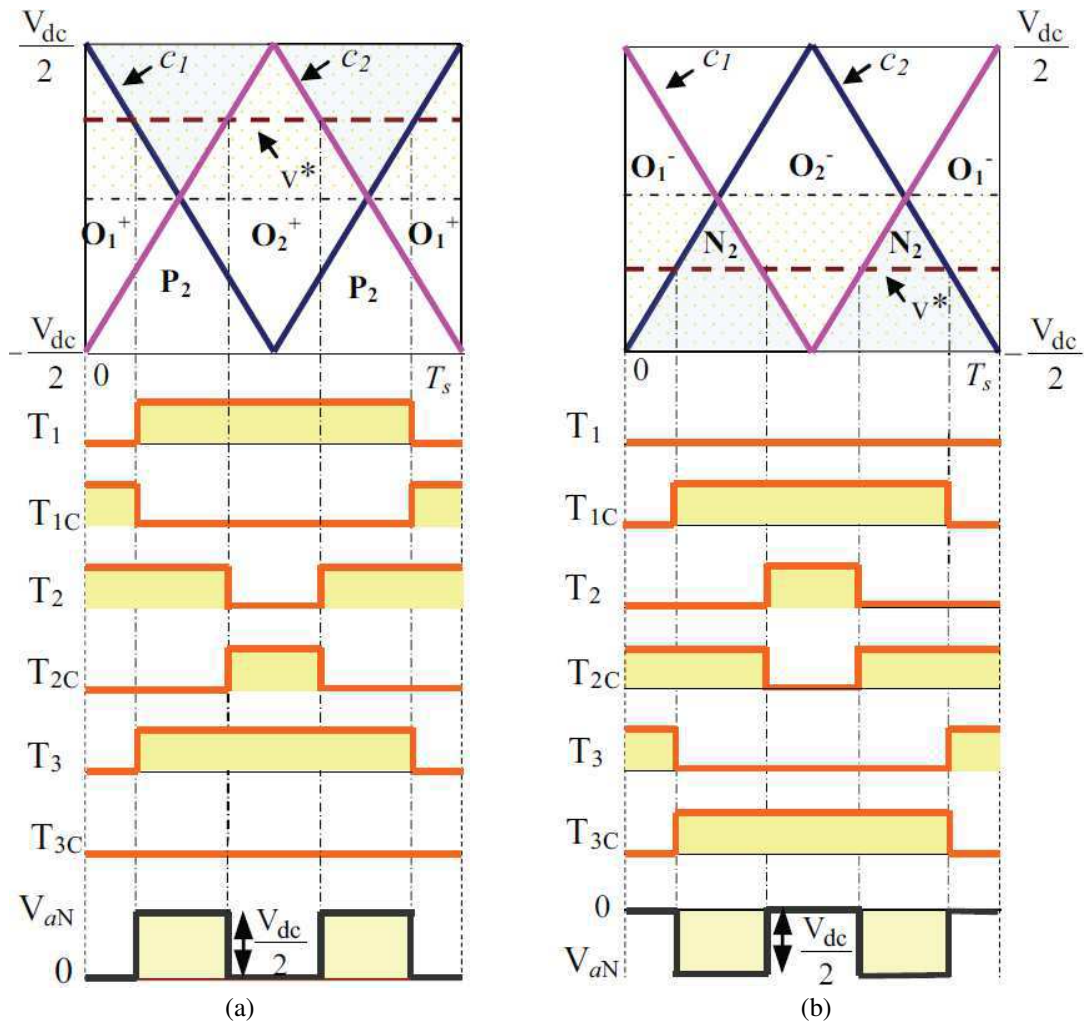 V_dc/2
c_1
c_2
V*
O_1^+
O_2^+
O_1^+
P_2
P_2
−V_dc/2
0
T_s
T_1
T_1C
T_2
T_2C
T_3
T_3C
V_aN
V_dc/2
0
(a)
V_dc/2
c_1
c_2
O_1^-
O_2^-
O_1^-
N_2
N_2
V*
−V_dc/2
0
T_s
T_1
T_1C
T_2
T_2C
T_3
T_3C
0
V_dc/2
V_aN
(b)